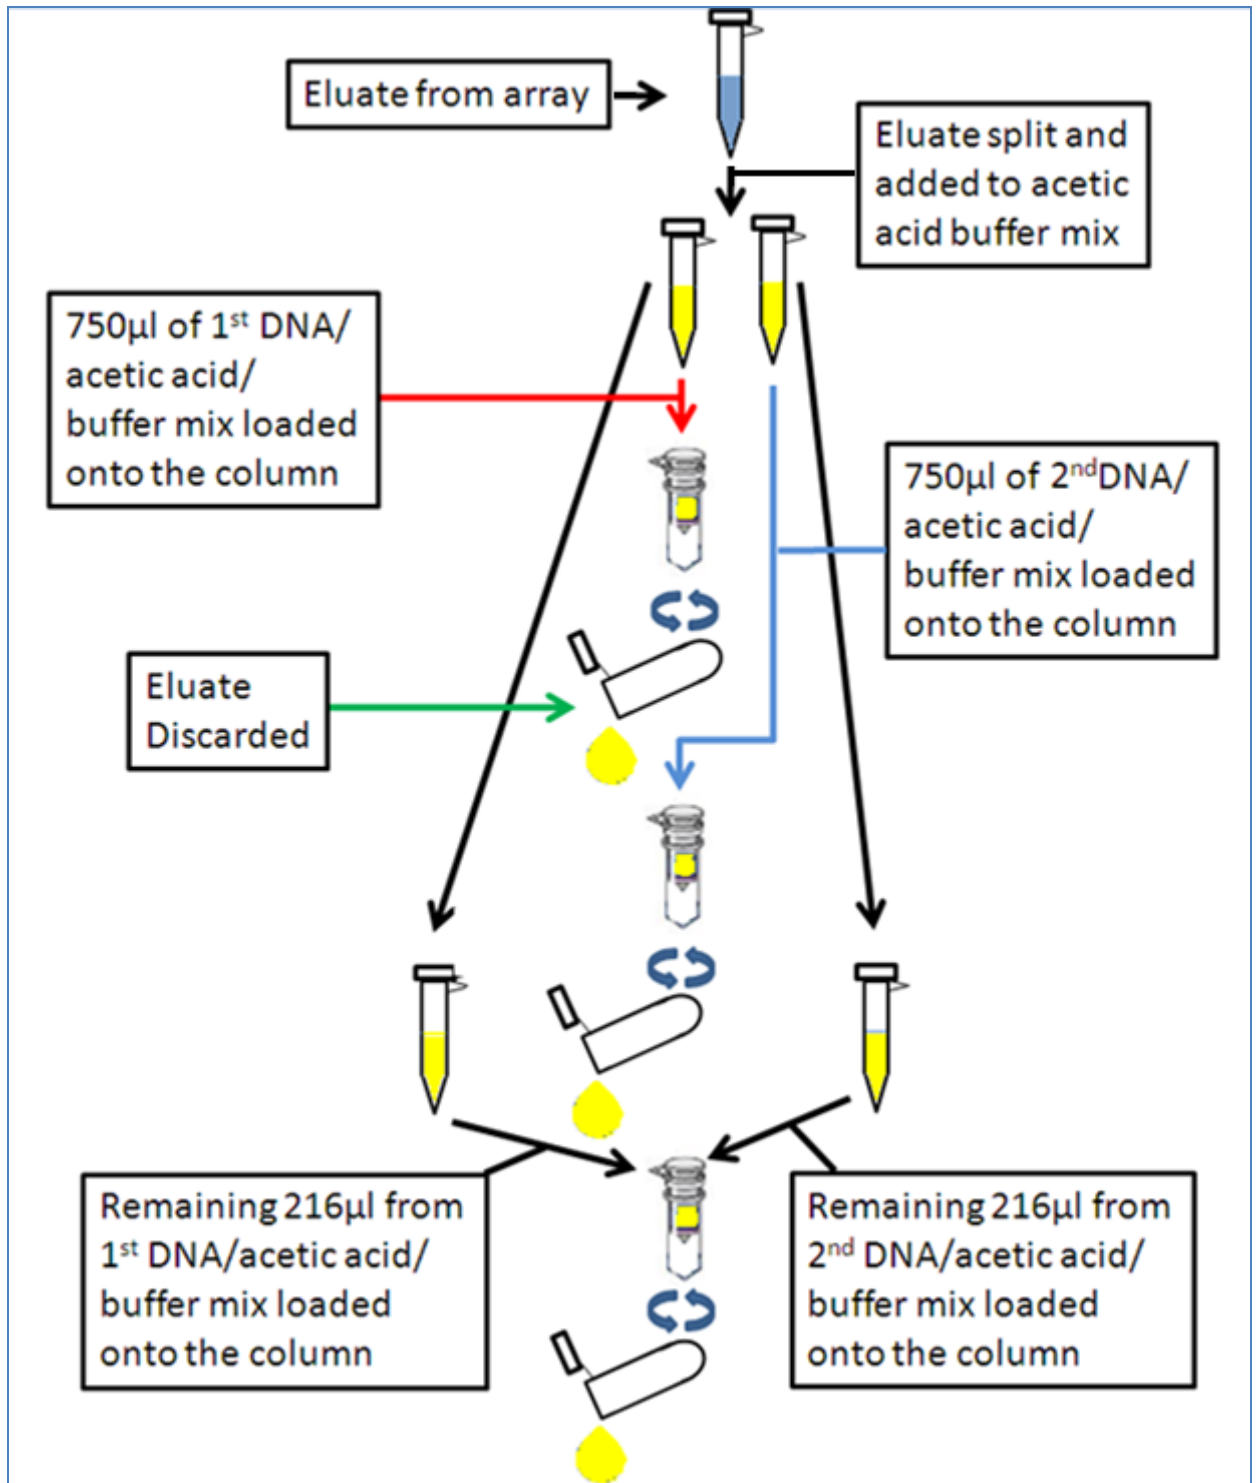 Eluate from array
Eluate split and
added to acetic
acid buffer mix
750µl of 1st DNA/
acetic acid/
buffer mix loaded
onto the column
750µl of 2ndDNA/
acetic acid/
buffer mix loaded
onto the column
Eluate
Discarded
Remaining 216µl from
1st DNA/acetic acid/
buffer mix loaded
onto the column
Remaining 216µl from
2nd DNA/acetic acid/
buffer mix loaded
onto the column